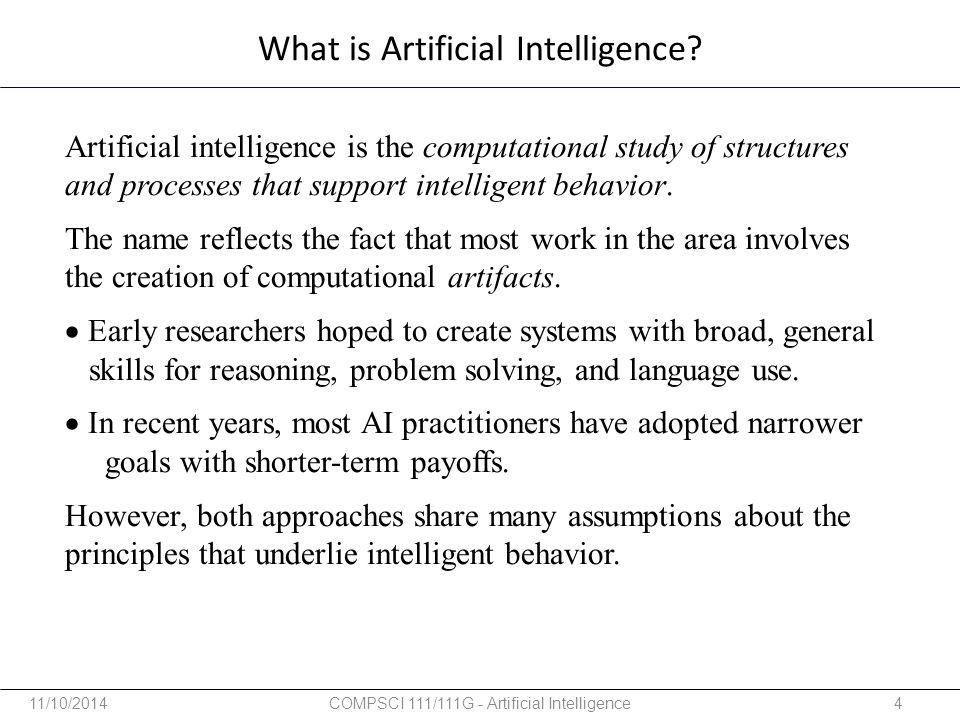 What is Artificial Intelligence?
Artificial intelligence is the computational study of structures
and processes that support intelligent behavior.
The name reflects the fact that most work in the area involves
the creation of computational artifacts.
• Early researchers hoped to create systems with broad, general
skills for reasoning, problem solving, and language use.
• In recent years, most AI practitioners have adopted narrower
goals with shorter-term payoffs.
However, both approaches share many assumptions about the
principles that underlie intelligent behavior.
11/10/2014 COMPSCI 111/111G - Artificial Intelligence 4